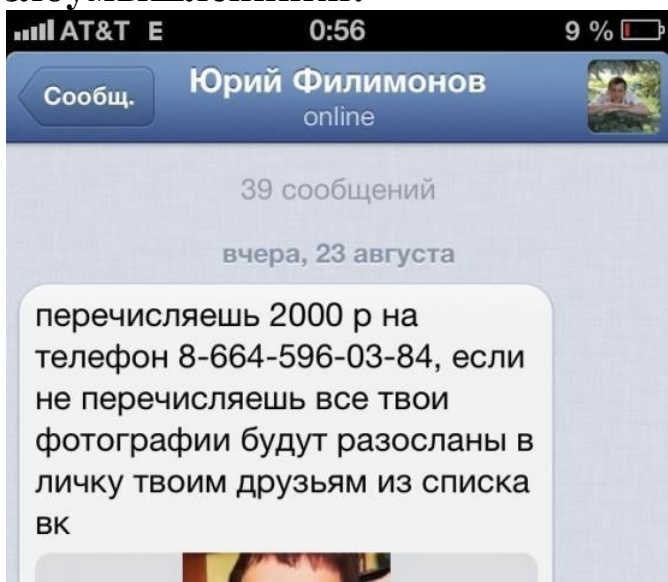 AT&T E 0:56 9 %
Сообщ. Юрий Филимонов
online
39 сообщений
вчера, 23 августа
перечисляешь 2000 р на
телефон 8-664-596-03-84, если
не перечисляешь все твои
фотографии будут разосланы в
личку твоим друзьям из списка
вк